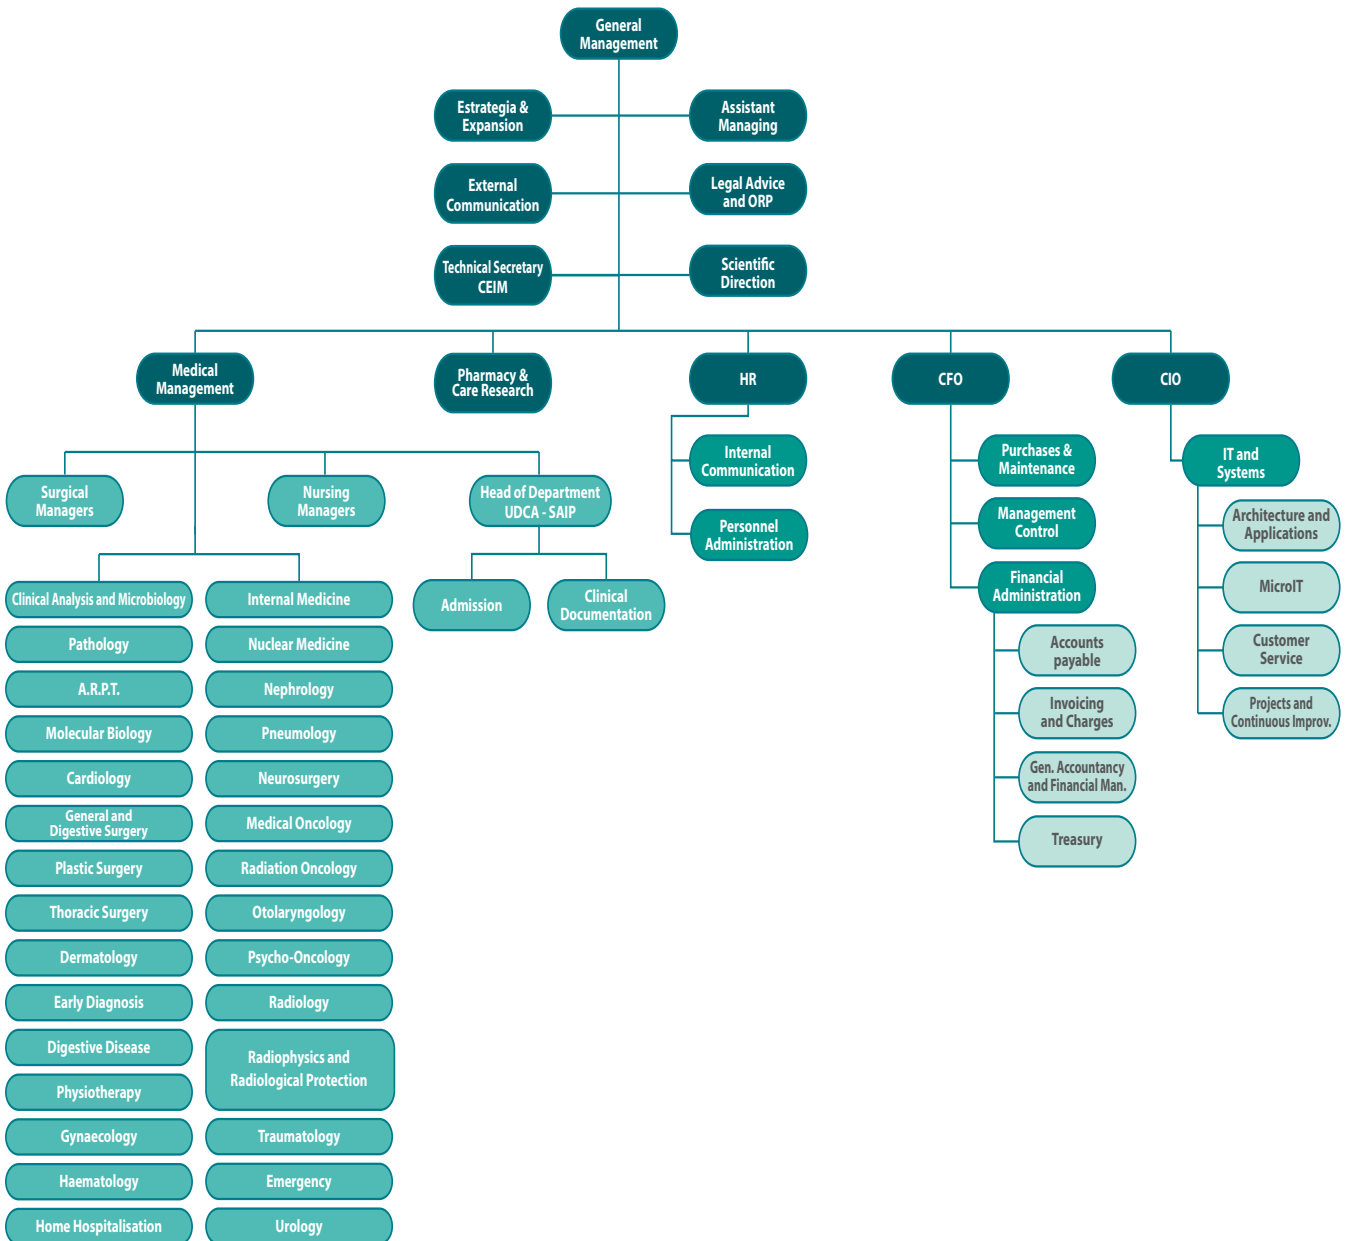 General
Management
Estrategia &
Expansion
Assistant
Managing
External
Communication
Legal Advice
and ORP
Technical Secretary
CEIM
Scientific
Direction
Medical
Management
Pharmacy &
Care Research
HR
CFO
CIO
Surgical
Managers
Nursing
Managers
Head of Department
UDCA - SAIP
Admission
Clinical
Documentation
Clinical Analysis and Microbiology
Pathology
A.R.P.T.
Molecular Biology
Cardiology
General and
Digestive Surgery
Plastic Surgery
Thoracic Surgery
Dermatology
Early Diagnosis
Digestive Disease
Physiotherapy
Gynaecology
Haematology
Home Hospitalisation
Internal Medicine
Nuclear Medicine
Nephrology
Pneumology
Neurosurgery
Medical Oncology
Radiation Oncology
Otolaryngology
Psycho-Oncology
Radiology
Radiophysics and
Radiological Protection
Traumatology
Emergency
Urology
Internal
Communication
Personnel
Administration
Purchases &
Maintenance
Management
Control
Financial
Administration
Accounts
payable
Invoicing
and Charges
Gen. Accountancy
and Financial Man.
Treasury
IT and
Systems
Architecture and
Applications
MicroIT
Customer
Service
Projects and
Continuous Improv.